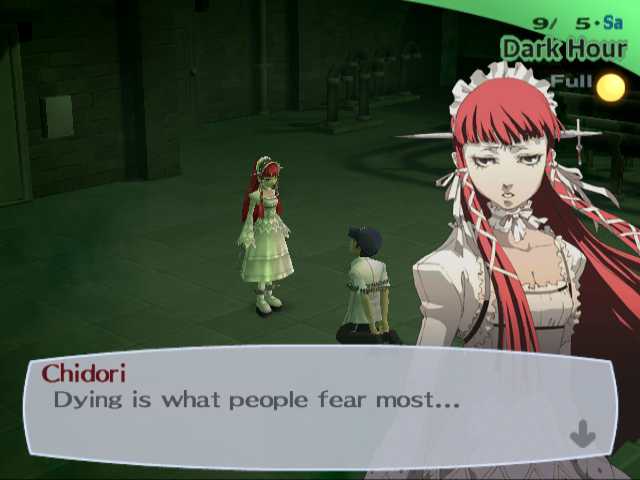 9/ 5・Sa
Dark Hour
Full
Chidori
Dying is what people fear most...